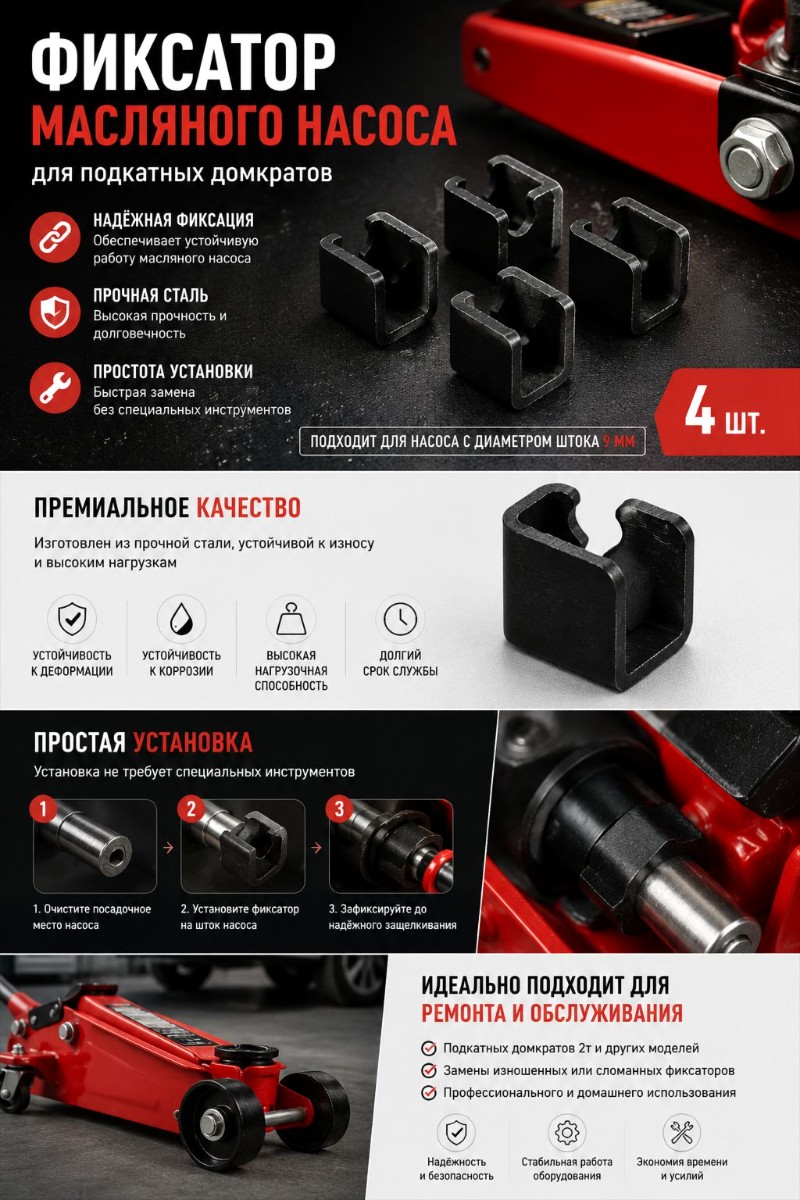 ФИКСАТОР
МАСЛЯНОГО НАСОСА
для подкатных домкратов
НАДЁЖНАЯ ФИКСАЦИЯ
Обеспечивает устойчивую
работу масляного насоса
ПРОЧНАЯ СТАЛЬ
Высокая прочность и
долговечность
ПРОСТОТА УСТАНОВКИ
Быстрая замена
без специальных инструментов
4 шт.
ПОДХОДИТ ДЛЯ НАСОСА С ДИАМЕТРОМ ШТОКА 9 ММ
ПРЕМИАЛЬНОЕ КАЧЕСТВО
Изготовлен из прочной стали, устойчивой к износу
и высоким нагрузкам
УСТОЙЧИВОСТЬ
К ДЕФОРМАЦИИ
УСТОЙЧИВОСТЬ
К КОРРОЗИИ
ВЫСОКАЯ
НАГРУЗОЧНАЯ
СПОСОБНОСТЬ
ДОЛГИЙ
СРОК СЛУЖБЫ
ПРОСТАЯ УСТАНОВКА
Установка не требует специальных инструментов
1
2
3
1. Очистите посадочное
место насоса
2. Установите фиксатор
на шток насоса
3. Зафиксируйте до
надёжного защелкивания
ИДЕАЛЬНО ПОДХОДИТ ДЛЯ
РЕМОНТА И ОБСЛУЖИВАНИЯ
Подкатных домкратов 2т и других моделей
Замены изношенных или сломанных фиксаторов
Профессионального и домашнего использования
Надёжность
и безопасность
Стабильная работа
оборудования
Экономия времени
и усилий